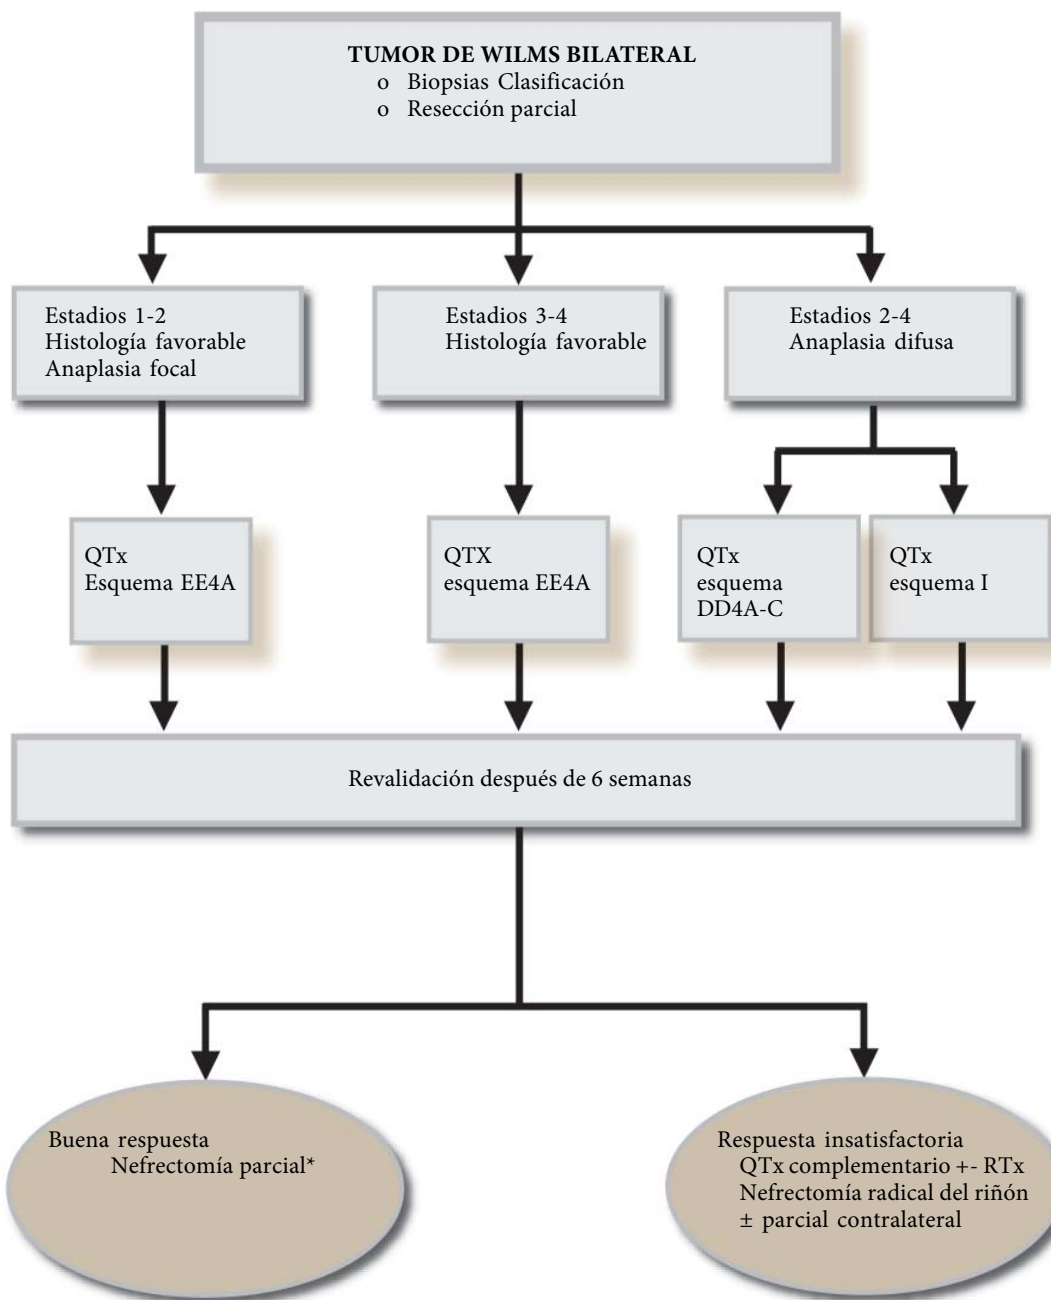 TUMOR DE WILMS BILATERAL
o Biopsias Clasificación
o Resección parcial
Estadios 1-2
Histología favorable
Anaplasia focal
Estadios 3-4
Histología favorable
Estadios 2-4
Anaplasia difusa
QTx
Esquema EE4A
QTX
esquema EE4A
QTx
esquema
DD4A-C
QTx
esquema I
Revalidación después de 6 semanas
Buena respuesta
Nefrectomía parcial*
Respuesta insatisfactoria
QTx complementario +- RTx
Nefrectomía radical del riñón
± parcial contralateral